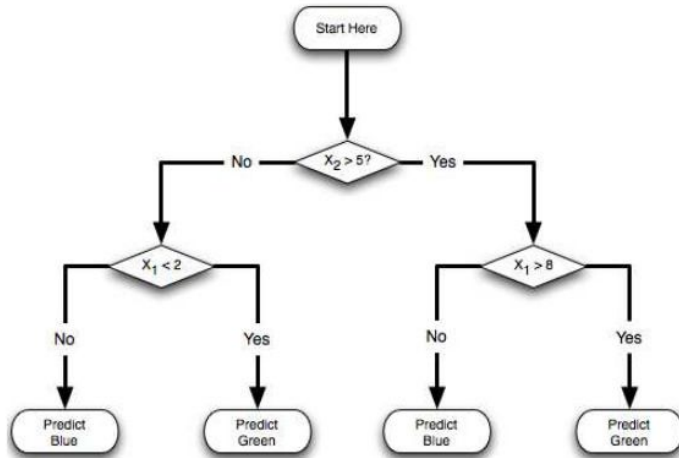 Start Here
No
X₂ > 5?
Yes
X₁ < 2
X₁ > 8
No
Yes
No
Yes
Predict
Blue
Predict
Green
Predict
Blue
Predict
Green